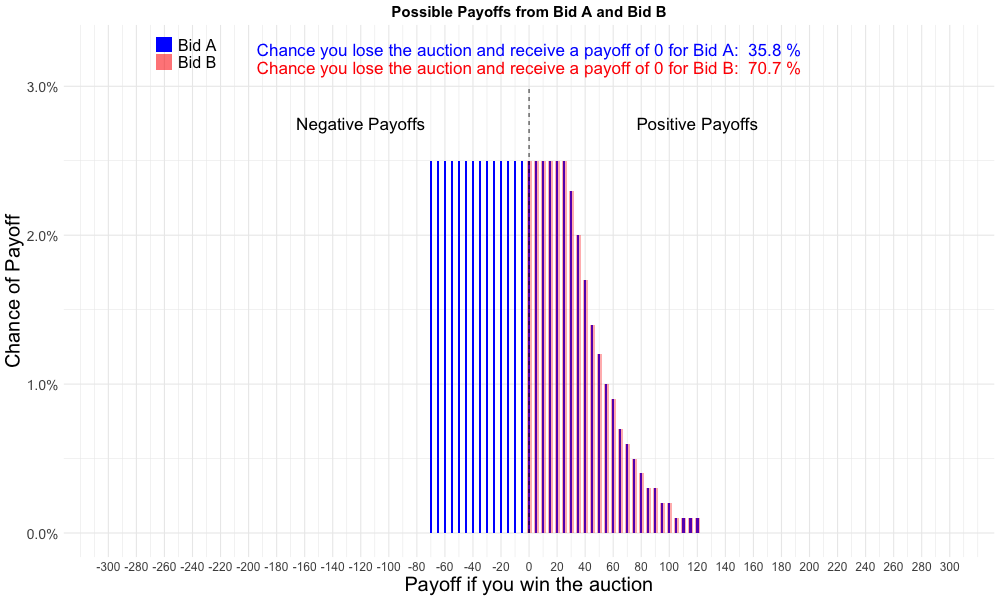 Possible Payoffs from Bid A and Bid B
Bid A
Bid B
Chance you lose the auction and receive a payoff of 0 for Bid A: 35.8 %
Chance you lose the auction and receive a payoff of 0 for Bid B: 70.7 %
Negative Payoffs
Positive Payoffs
Chance of Payoff
3.0%
2.0%
1.0%
0.0%
-300 -280 -260 -240 -220 -200 -180 -160 -140 -120 -100 -80 -60 -40 -20 0 20 40 60 80 100 120 140 160 180 200 220 240 260 280 300
Payoff if you win the auction